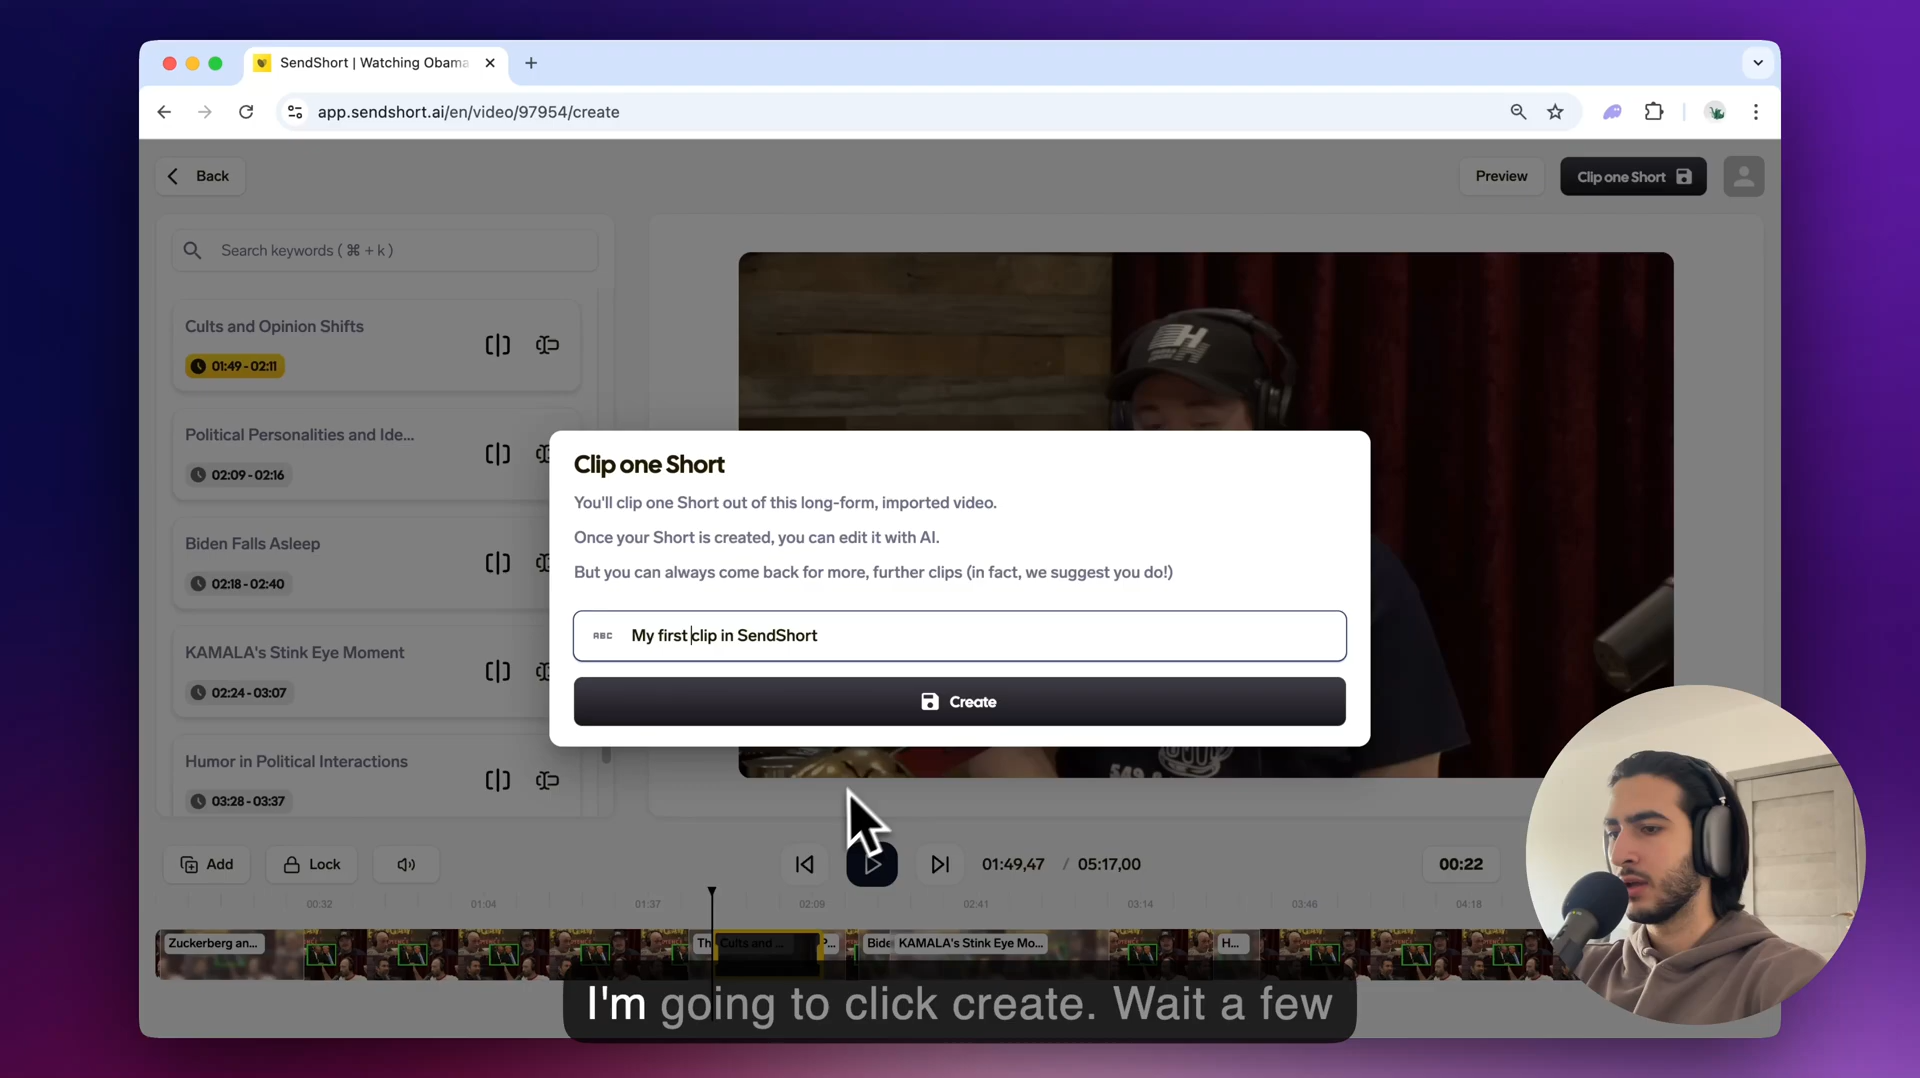 SendShort | Watching Obama
app.sendshort.ai/en/video/97954/create
Back
Preview
Clip one Short
Search keywords ( ⌘ + k )
Cults and Opinion Shifts
01:49 - 02:11
Political Personalities and Ide...
02:09 - 02:16
Biden Falls Asleep
02:18 - 02:40
KAMALA's Stink Eye Moment
02:24 - 03:07
Humor in Political Interactions
03:28 - 03:37
Clip one Short
You'll clip one Short out of this long-form, imported video.
Once your Short is created, you can edit it with AI.
But you can always come back for more, further clips (in fact, we suggest you do!)
ABC My first clip in SendShort
Create
Add
Lock
01:49,47 / 05:17,00
00:22
00:32 01:04 01:37 02:09 02:41 03:14 03:46 04:18
Zuckerberg an... Th Cults and ... P... Bide KAMALA's Stink Eye Mo... H...
I'm going to click create. Wait a few